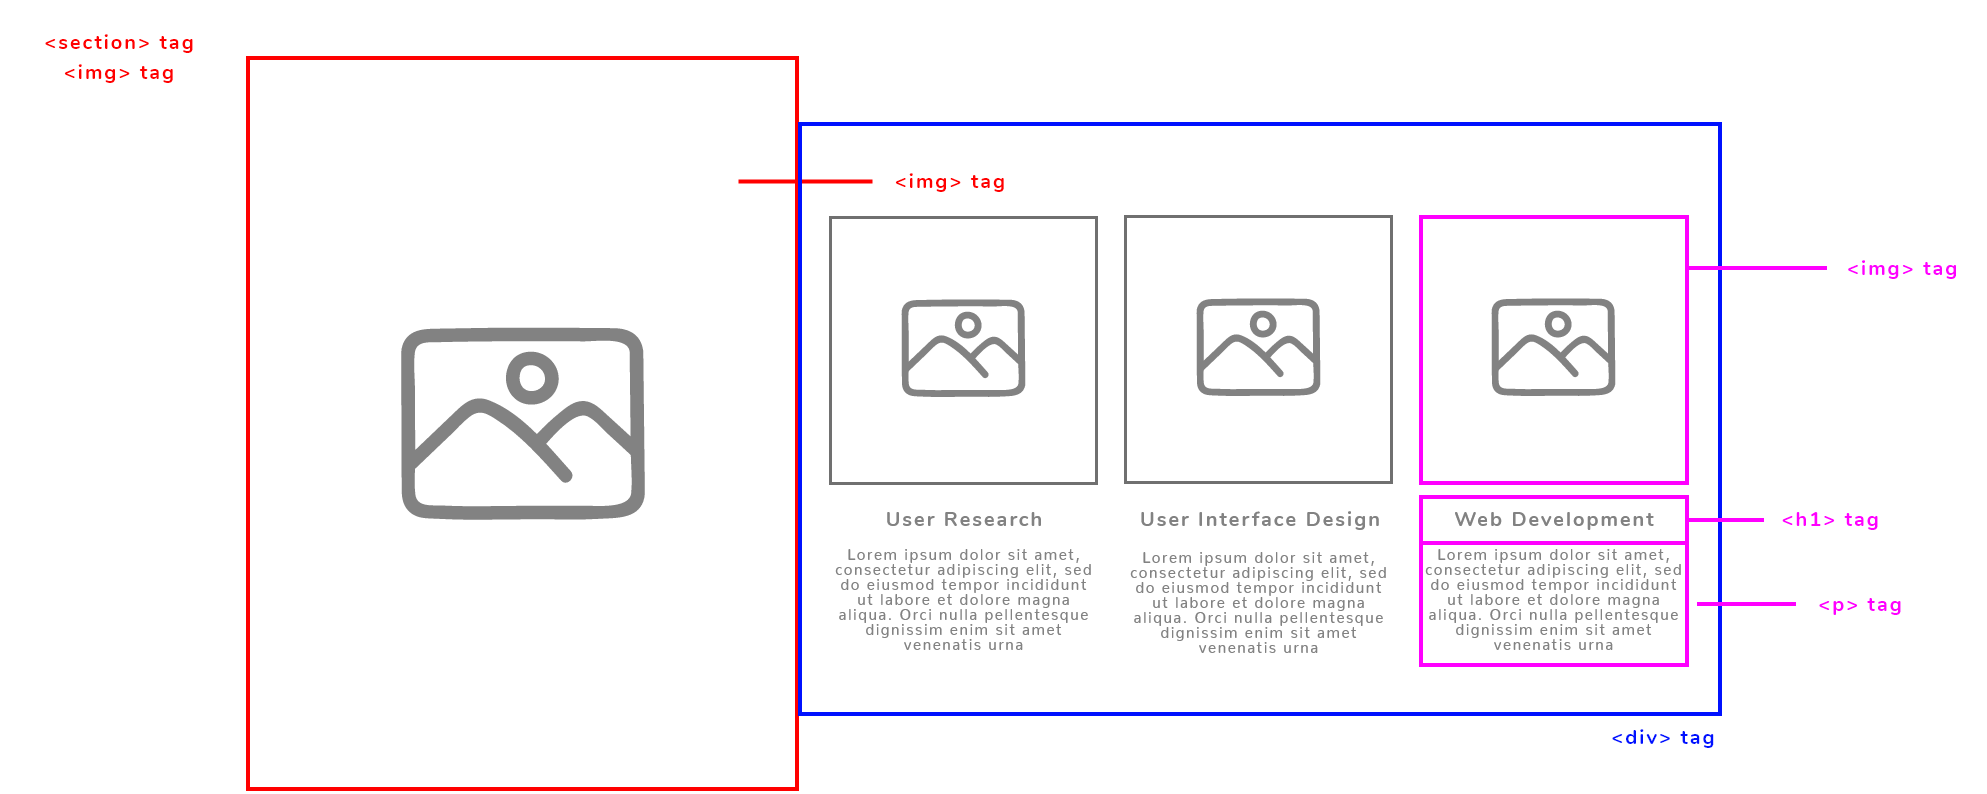 <section> tag
<img> tag
<img> tag
<img> tag
User Research
Lorem ipsum dolor sit amet,
consectetur adipiscing elit, sed
do eiusmod tempor incididunt
ut labore et dolore magna
aliqua. Orci nulla pellentesque
dignissim enim sit amet
venenatis urna
User Interface Design
Lorem ipsum dolor sit amet,
consectetur adipiscing elit, sed
do eiusmod tempor incididunt
ut labore et dolore magna
aliqua. Orci nulla pellentesque
dignissim enim sit amet
venenatis urna
Web Development
<h1> tag
Lorem ipsum dolor sit amet,
consectetur adipiscing elit, sed
do eiusmod tempor incididunt
ut labore et dolore magna
aliqua. Orci nulla pellentesque
dignissim enim sit amet
venenatis urna
<p> tag
<div> tag